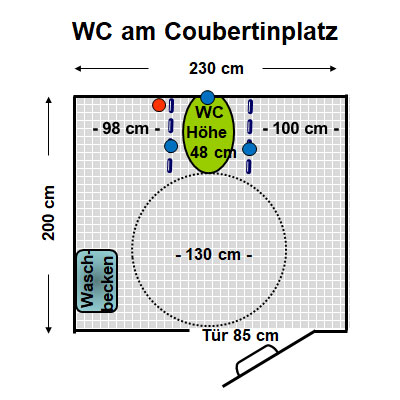 WC am Coubertinplatz
230 cm
WC
- 98 cm -
Höhe
- 100 cm -
48 cm
200 cm
- 130 cm -
Wasch-
becken
Tür 85 cm